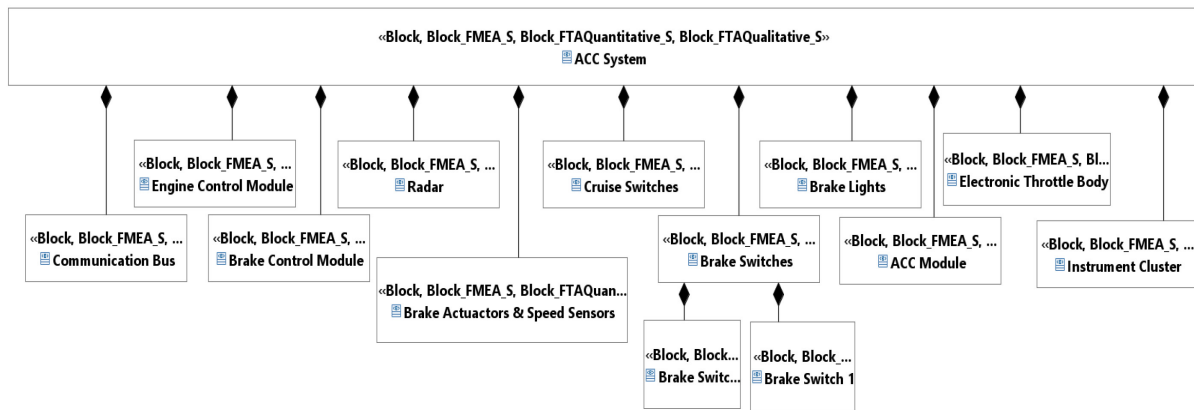 «Block, Block_FMEA_S, Block_FTAQuantitative_S, Block_FTAQualitative_S»
ACC System
«Block, Block_FMEA_S, ...
Engine Control Module
«Block, Block_FMEA_S, ...
Radar
«Block, Block_FMEA_S, ...
Cruise Switches
«Block, Block_FMEA_S, ...
Brake Lights
«Block, Block_FMEA_S, Bl...
Electronic Throttle Body
«Block, Block_FMEA_S, ...
Communication Bus
«Block, Block_FMEA_S, ...
Brake Control Module
«Block, Block_FMEA_S, Block_FTAQuan...
Brake Actuactors & Speed Sensors
«Block, Block_FMEA_S, ...
Brake Switches
«Block, Block_FMEA_S, ...
ACC Module
«Block, Block_FMEA_S, ...
Instrument Cluster
«Block, Block...
Brake Switc...
«Block, Block_...
Brake Switch 1